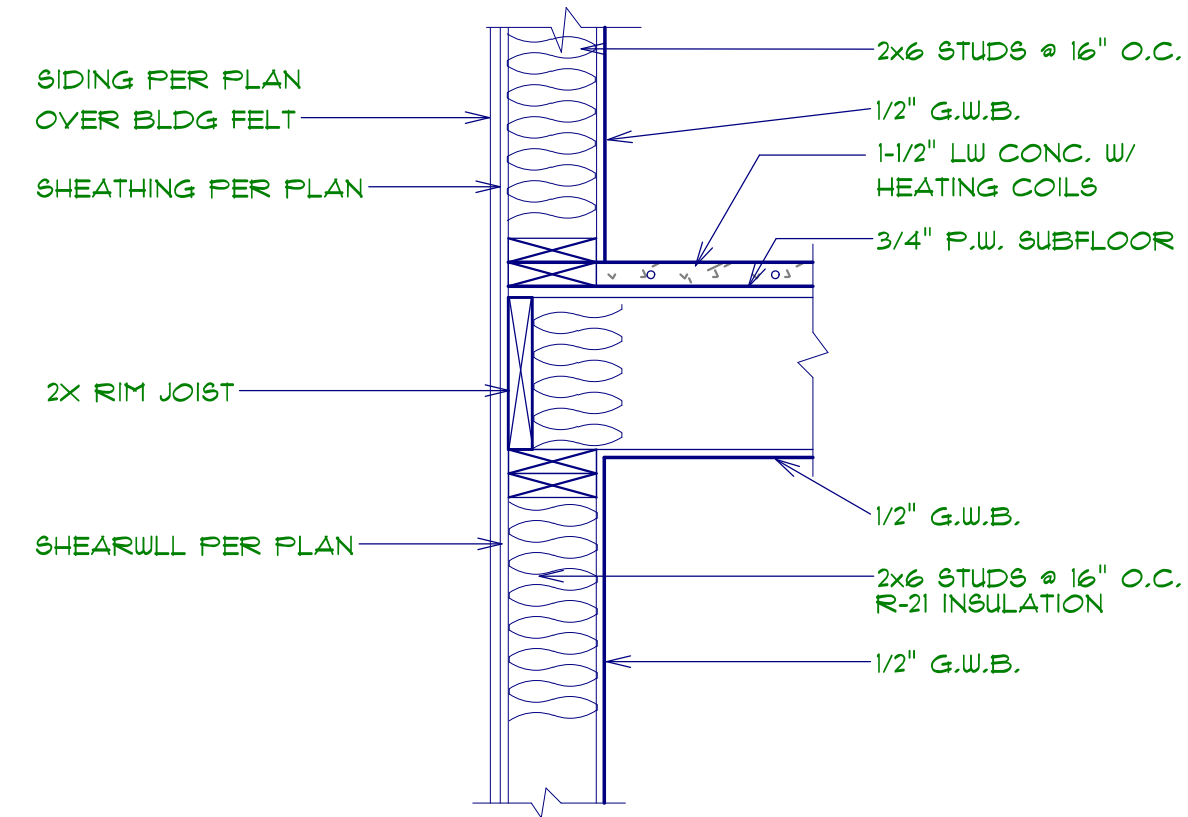 SIDING PER PLAN
OVER BLDG FELT
SHEATHING PER PLAN
2X RIM JOIST
SHEARWLL PER PLAN
2x6 STUDS @ 16" O.C.
1/2" G.W.B.
1-1/2" LW CONC. W/
HEATING COILS
3/4" P.W. SUBFLOOR
1/2" G.W.B.
2x6 STUDS @ 16" O.C.
R-21 INSULATION
1/2" G.W.B.